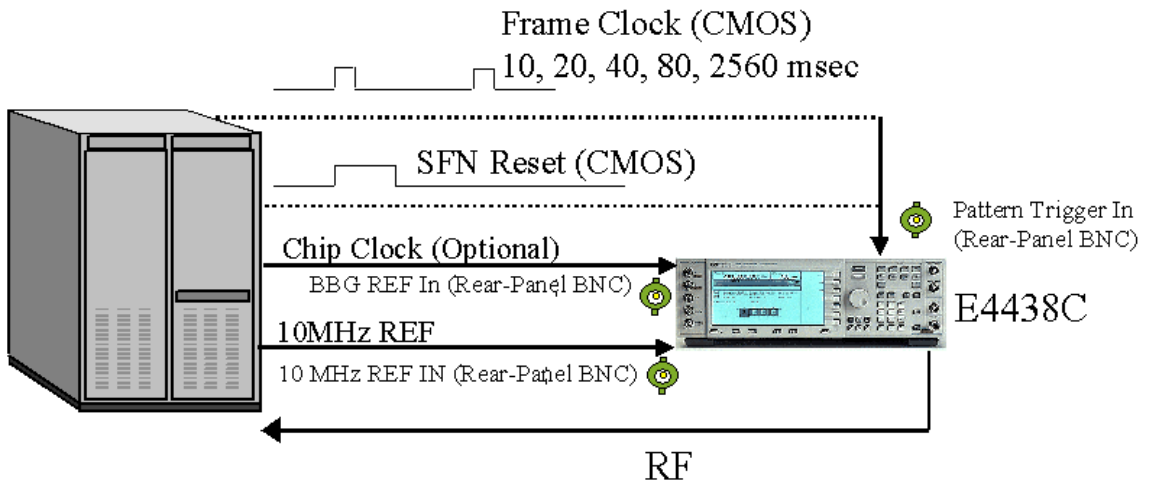 Frame Clock (CMOS)
10, 20, 40, 80, 2560 msec
SFN Reset (CMOS)
Pattern Trigger In
(Rear-Panel BNC)
Chip Clock (Optional)
BBG REF In (Rear-Panel BNC)
E4438C
10MHz REF
10 MHz REF IN (Rear-Panel BNC)
RF